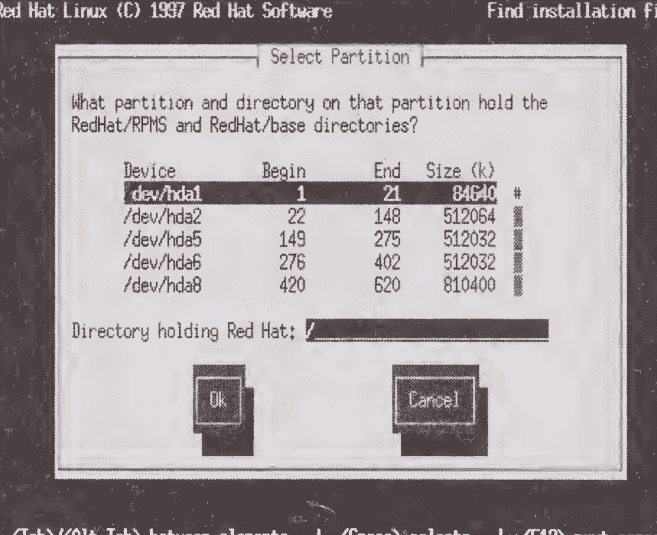 Red Hat Linux (C) 1997 Red Hat Software Find installation fi
Select Partition
What partition and directory on that partition hold the
RedHat/RPMS and RedHat/base directories?
Device Begin End Size (k)
dev/hda1 1 21 84640 #
/dev/hda2 22 148 512064
/dev/hda5 149 275 512032
/dev/hda6 276 402 512032
/dev/hda8 420 620 810400
Directory holding Red Hat: /
Ok Cancel
between elements